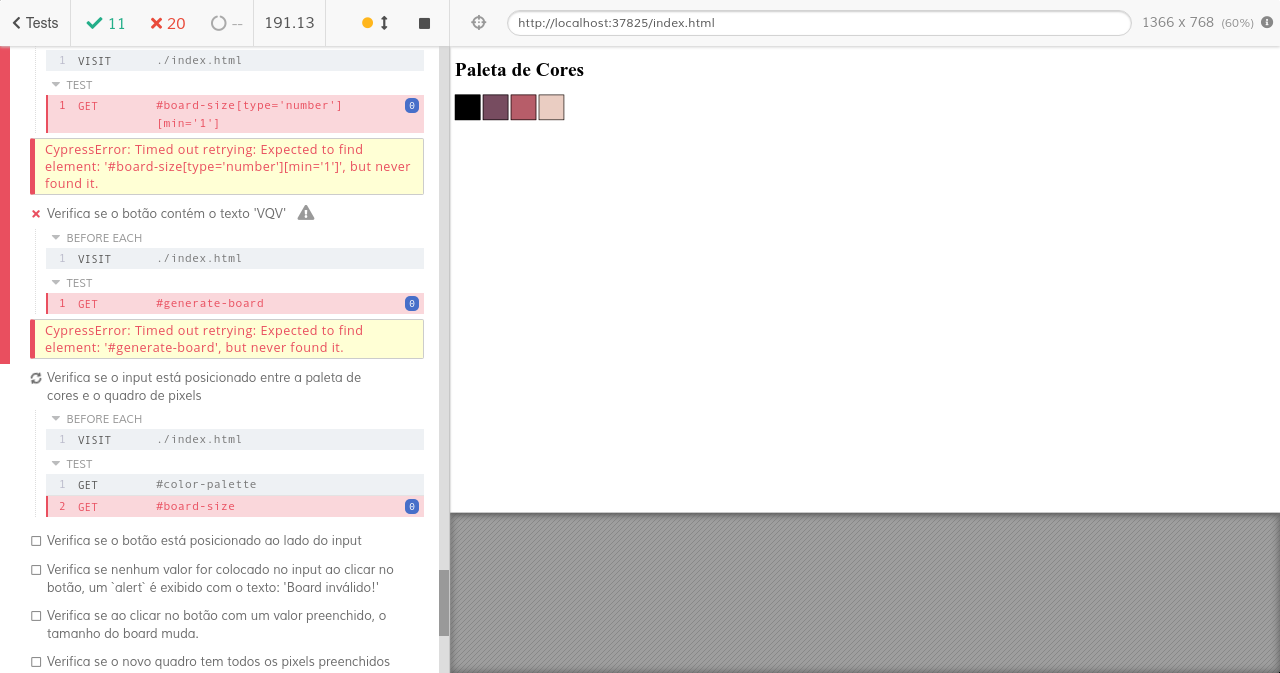 Tests 11 20 -- 191.13 http://localhost:37825/index.html 1366 x 768 (60%)
1 VISIT ./index.html
TEST
1 GET #board-size[type='number']
[min='1']
0
CypressError: Timed out retrying: Expected to find
element: '#board-size[type='number'][min='1']', but never
found it.
Verifica se o botão contém o texto 'VQV'
BEFORE EACH
1 VISIT ./index.html
TEST
1 GET #generate-board 0
CypressError: Timed out retrying: Expected to find
element: '#generate-board', but never found it.
Verifica se o input está posicionado entre a paleta de
cores e o quadro de pixels
BEFORE EACH
1 VISIT ./index.html
TEST
1 GET #color-palette
2 GET #board-size 0
Verifica se o botão está posicionado ao lado do input
Verifica se nenhum valor for colocado no input ao clicar no
botão, um `alert` é exibido com o texto: 'Board inválido!'
Verifica se ao clicar no botão com um valor preenchido, o
tamanho do board muda.
Verifica se o novo quadro tem todos os pixels preenchidos
Paleta de Cores